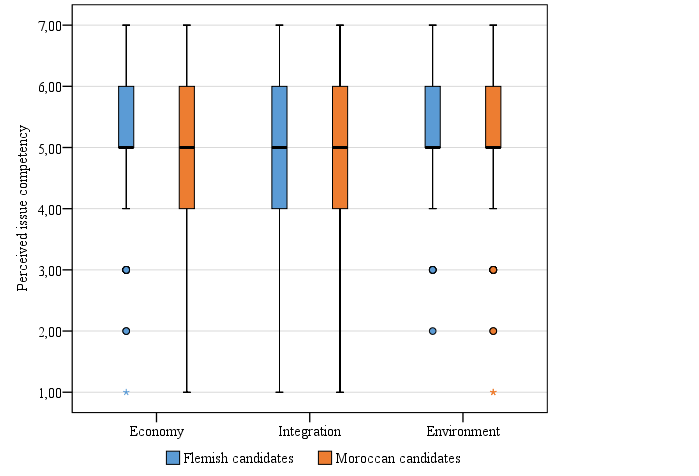 7,00
6,00
5,00
4,00
3,00
2,00
1,00
Perceived issue competency
Economy Integration Environment
Flemish candidates Moroccan candidates